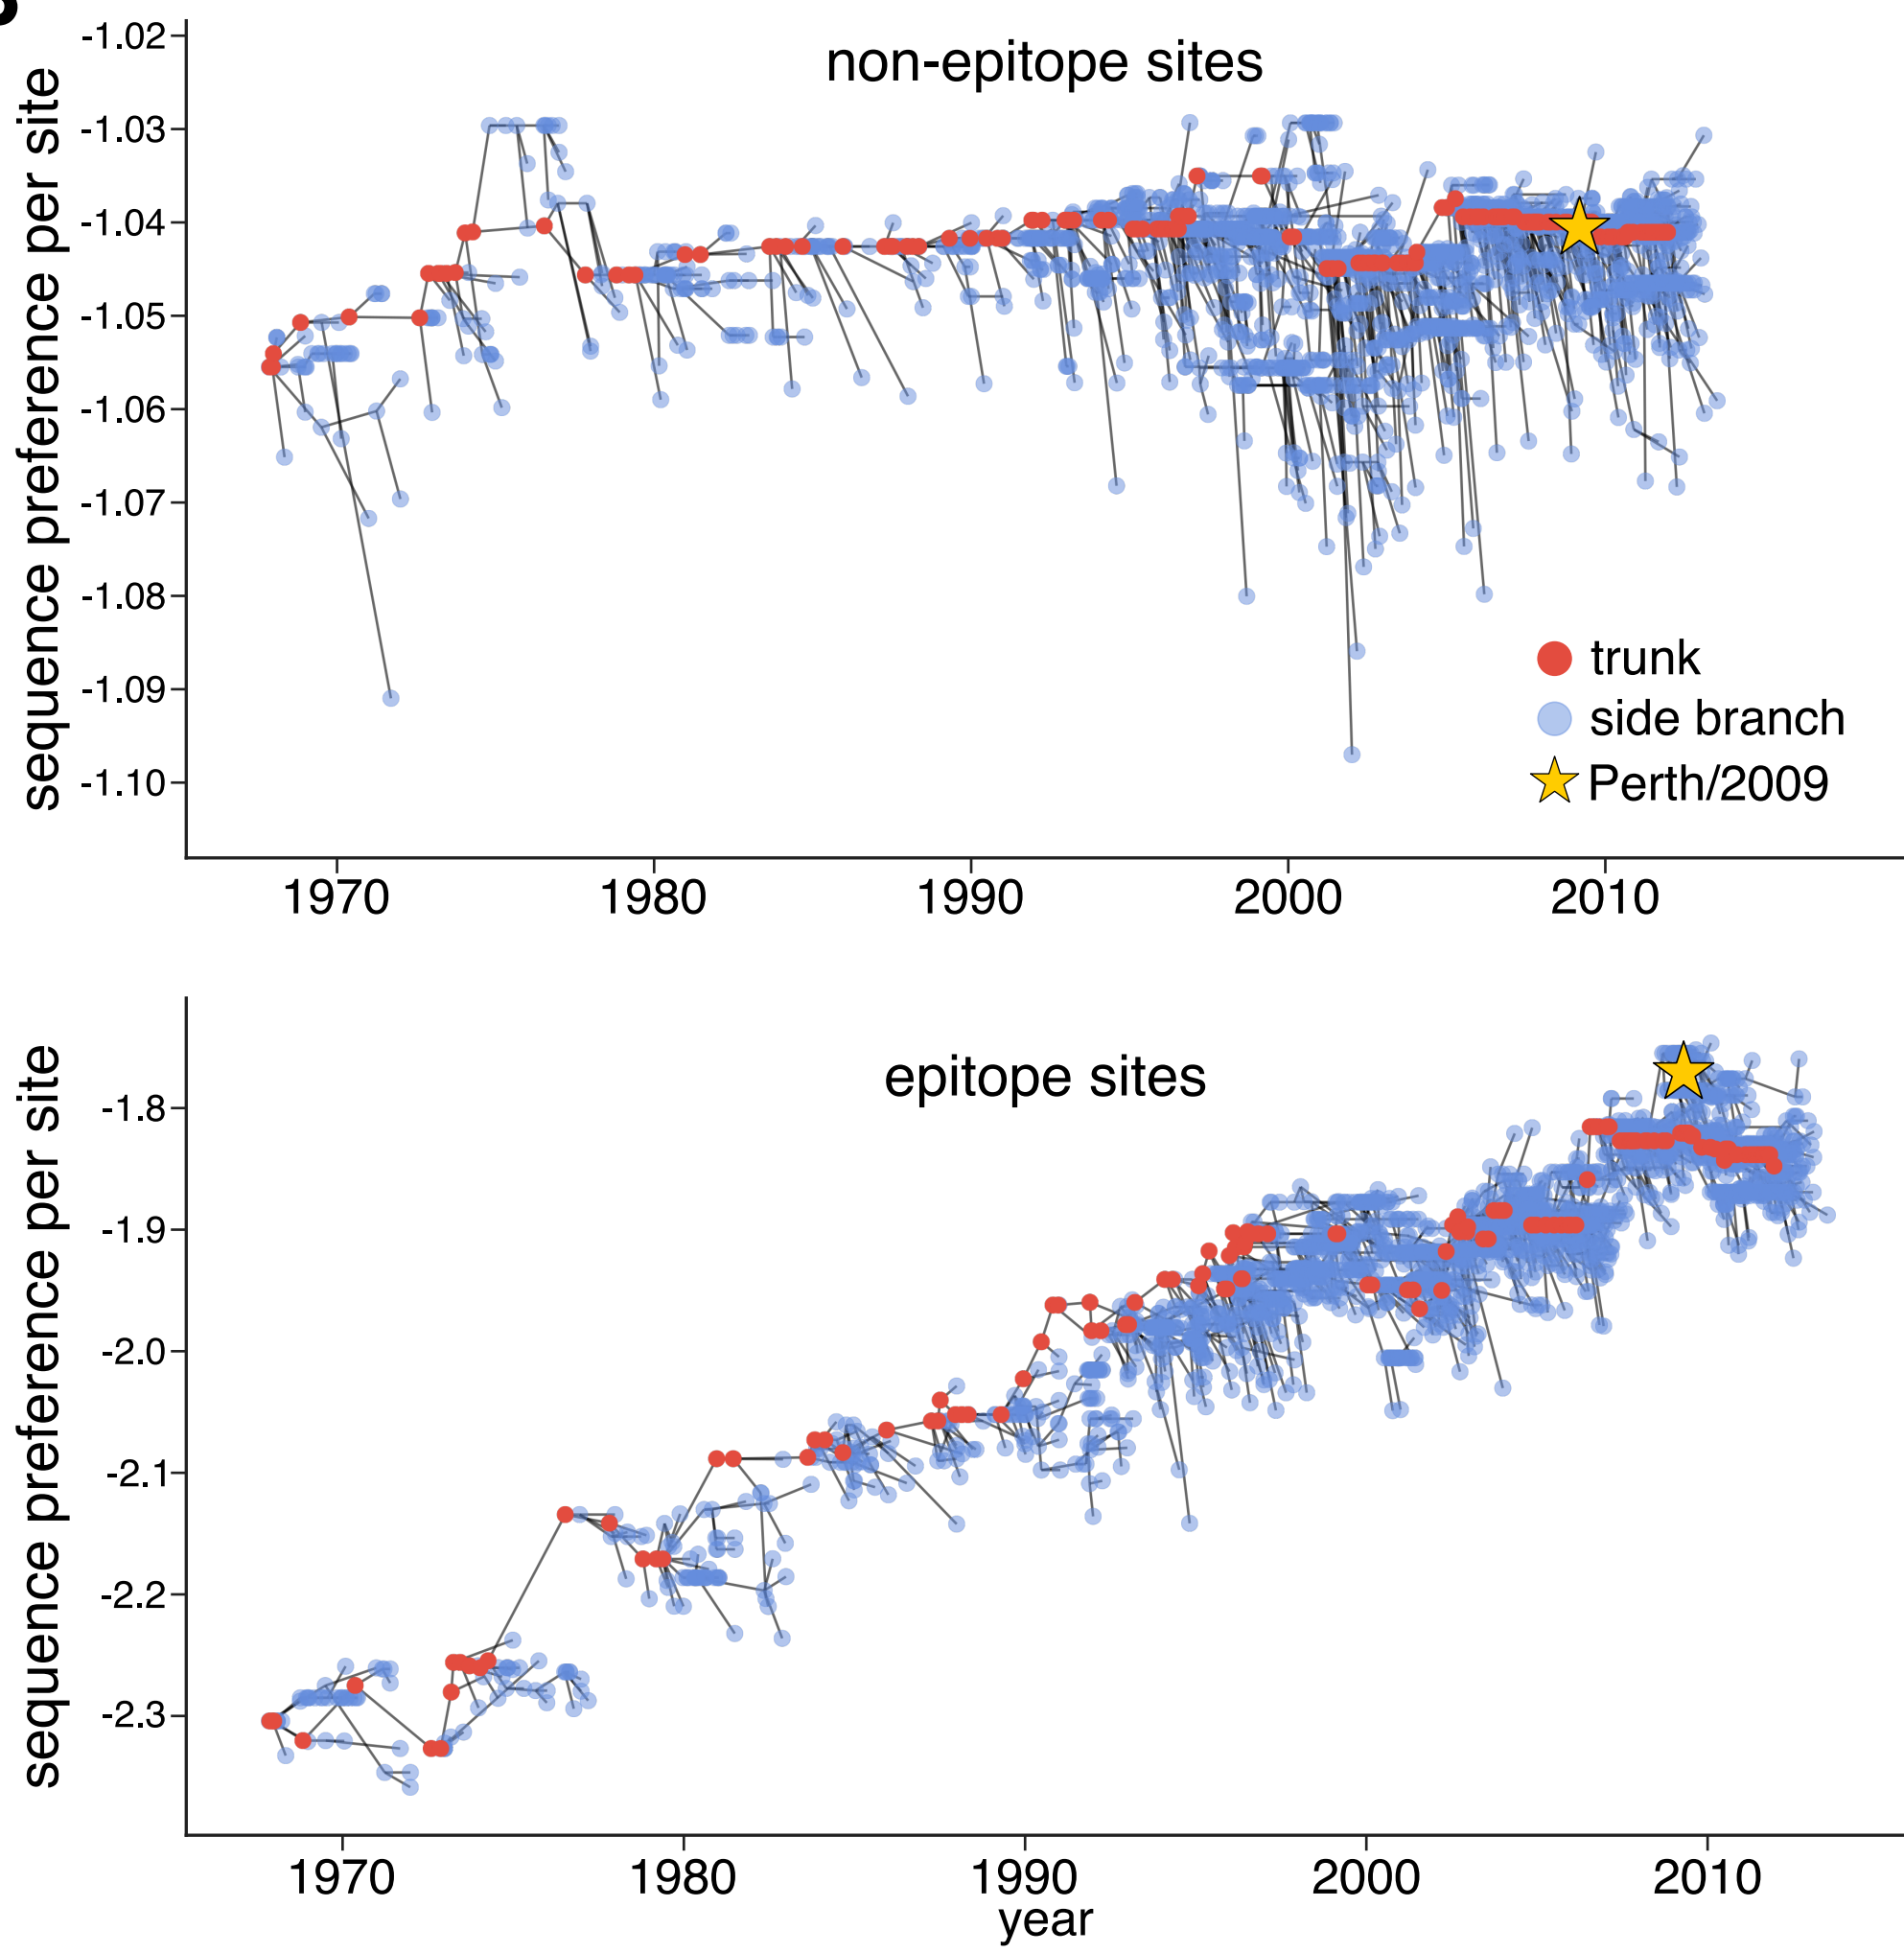 non-epitope sites
sequence preference per site
-1.02
-1.03
-1.04
-1.05
-1.06
-1.07
-1.08
-1.09
-1.10
trunk
side branch
Perth/2009
1970 1980 1990 2000 2010
epitope sites
sequence preference per site
-1.8
-1.9
-2.0
-2.1
-2.2
-2.3
1970 1980 1990 2000 2010
year